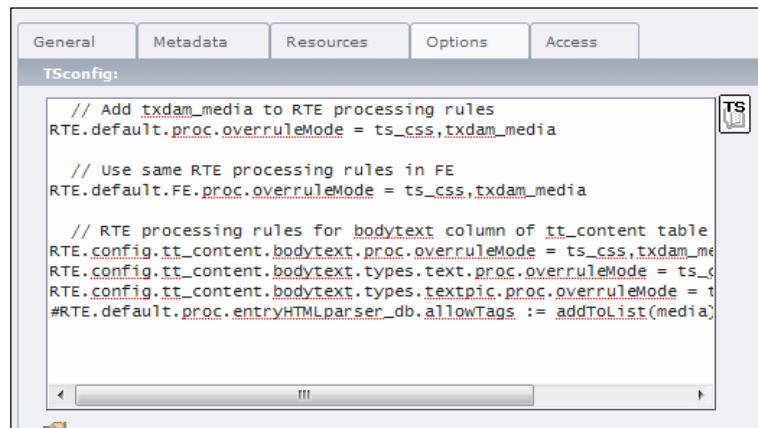 General Metadata Resources Options Access
TSconfig:
TS
// Add txdam_media to RTE processing rules
RTE.default.proc.overruleMode = ts_css,txdam_media
// Use same RTE processing rules in FE
RTE.default.FE.proc.overruleMode = ts_css,txdam_media
// RTE processing rules for bodytext column of tt_content table
RTE.config.tt_content.bodytext.proc.overruleMode = ts_css,txdam_me
RTE.config.tt_content.bodytext.types.text.proc.overruleMode = ts_c
RTE.config.tt_content.bodytext.types.textpic.proc.overruleMode = t
#RTE.default.proc.entryHTMLparser_db.allowTags := addToList(media)